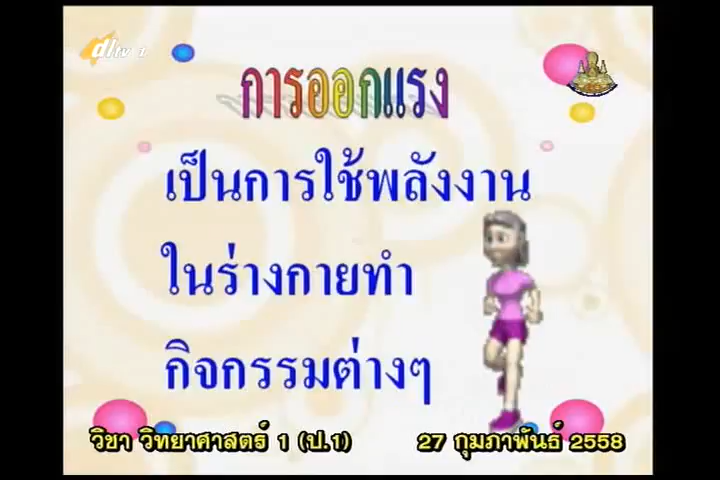 dltv 1
การออกแรง
เป็นการใช้พลังงาน
ในร่างกายทำ
กิจกรรมต่างๆ
วิชา วิทยาศาสตร์ 1 (ป.1) 27 กุมภาพันธ์ 2558